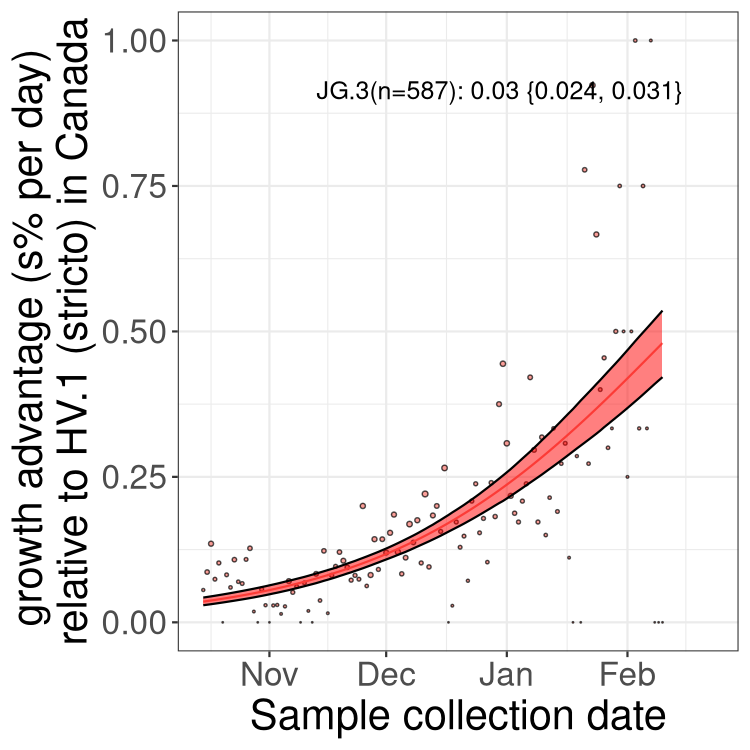 growth advantage (s% per day)
relative to HV.1 (stricto) in Canada
1.00
0.75
0.50
0.25
0.00
JG.3(n=587): 0.03 {0.024, 0.031}
Nov Dec Jan Feb
Sample collection date